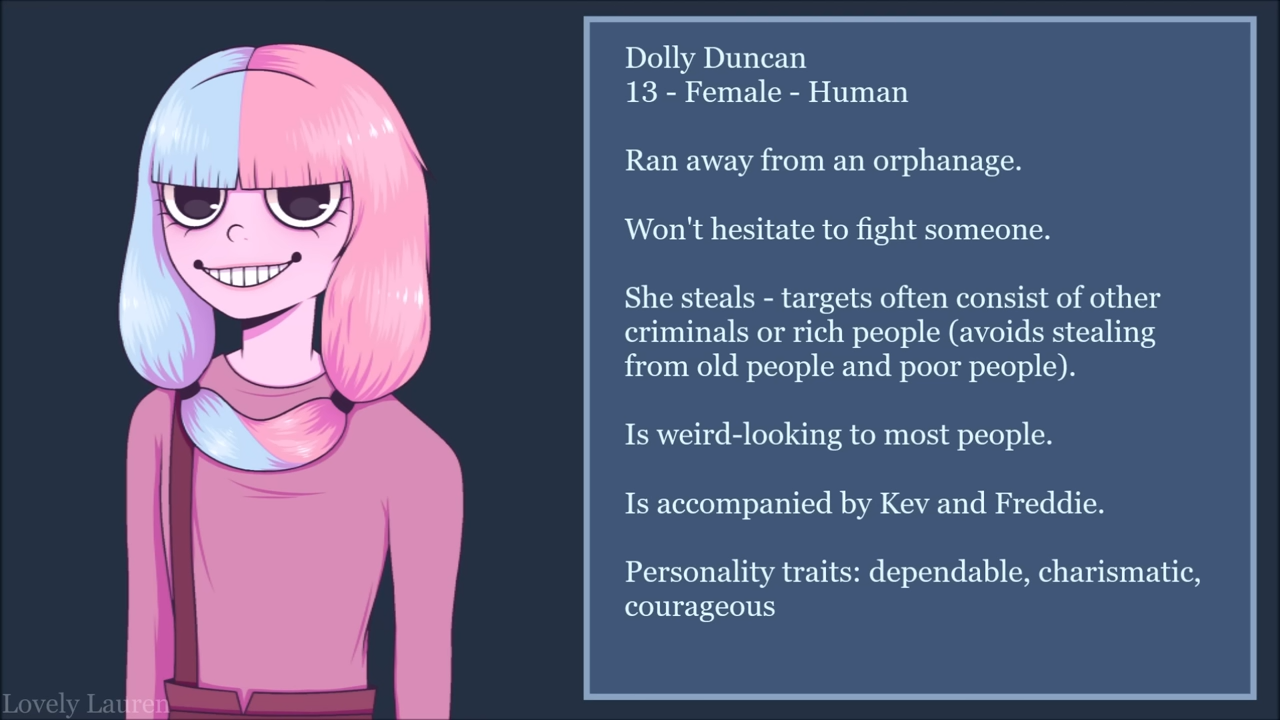 Dolly Duncan
13 - Female - Human
Ran away from an orphanage.
Won't hesitate to fight someone.
She steals - targets often consist of other
criminals or rich people (avoids stealing
from old people and poor people).
Is weird-looking to most people.
Is accompanied by Kev and Freddie.
Personality traits: dependable, charismatic,
courageous
Lovely Lauren